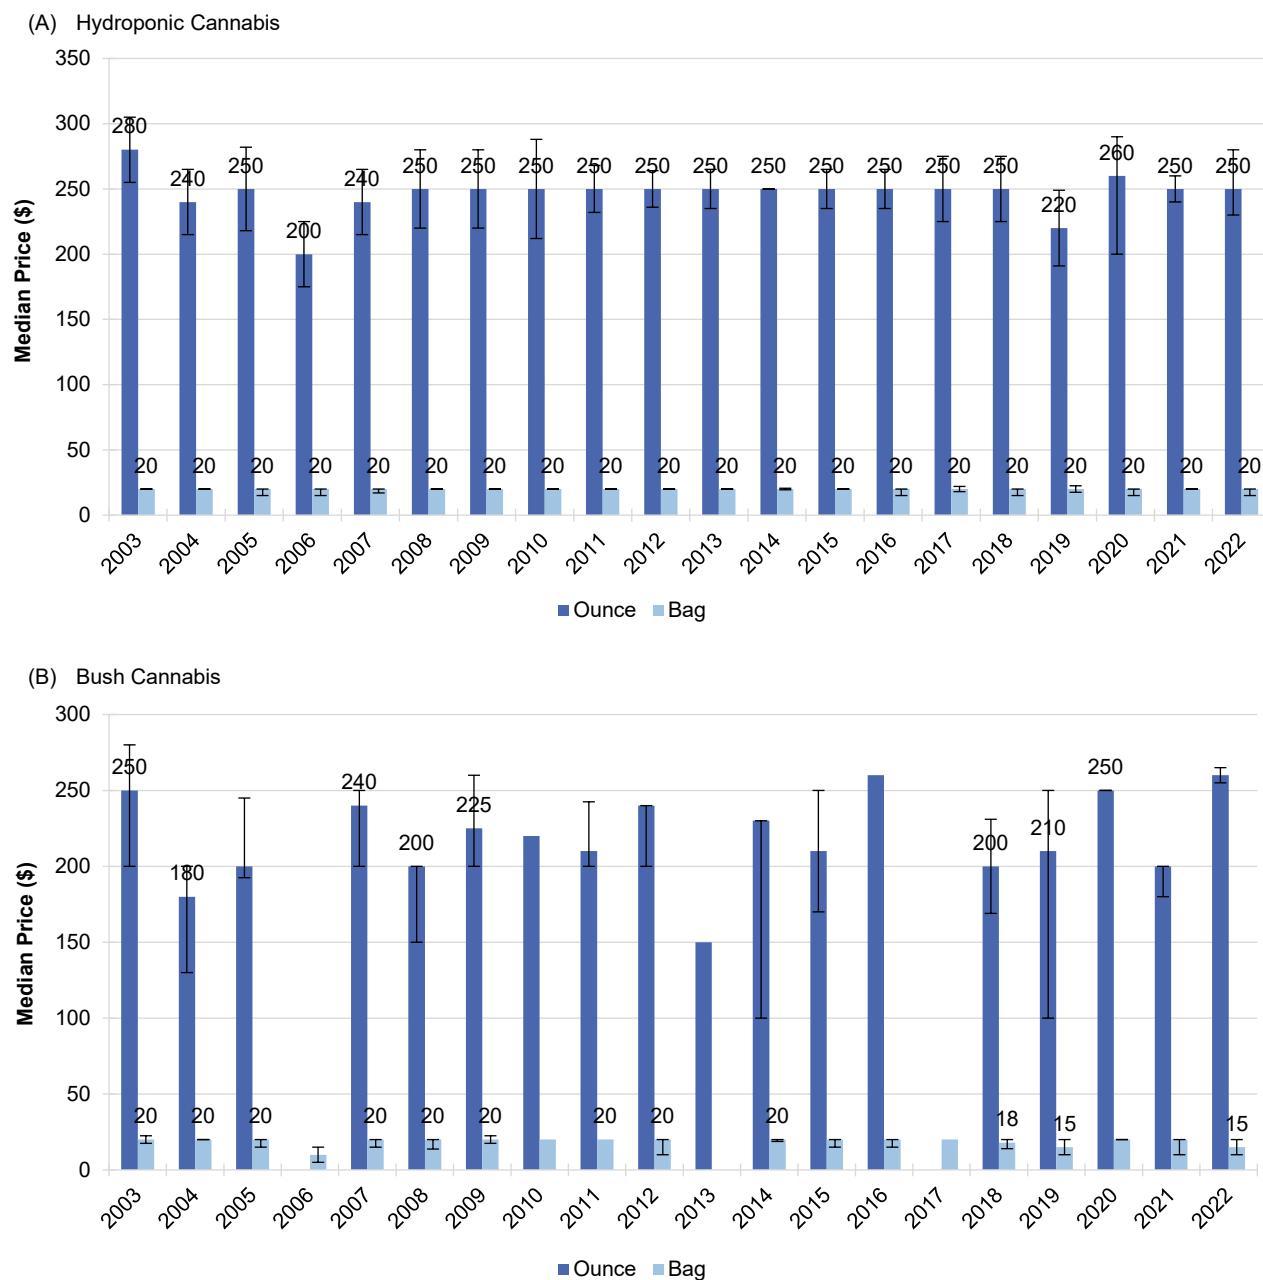 (A) Hydroponic Cannabis
350
300
250
200
150
100
50
0
Median Price ($)
280 240 250 200 240 250 250 250 250 250 250 250 250 250 250 250 220 260 250 250
20 20 20 20 20 20 20 20 20 20 20 20 20 20 20 20 20 20 20 20
2003 2004 2005 2006 2007 2008 2009 2010 2011 2012 2013 2014 2015 2016 2017 2018 2019 2020 2021 2022
Ounce Bag
(B) Bush Cannabis
300
250
200
150
100
50
0
Median Price ($)
250 180 240 200 225 200 210 250
20 20 20 20 20 20 20 20 20 18 15 15
2003 2004 2005 2006 2007 2008 2009 2010 2011 2012 2013 2014 2015 2016 2017 2018 2019 2020 2021 2022
Ounce Bag